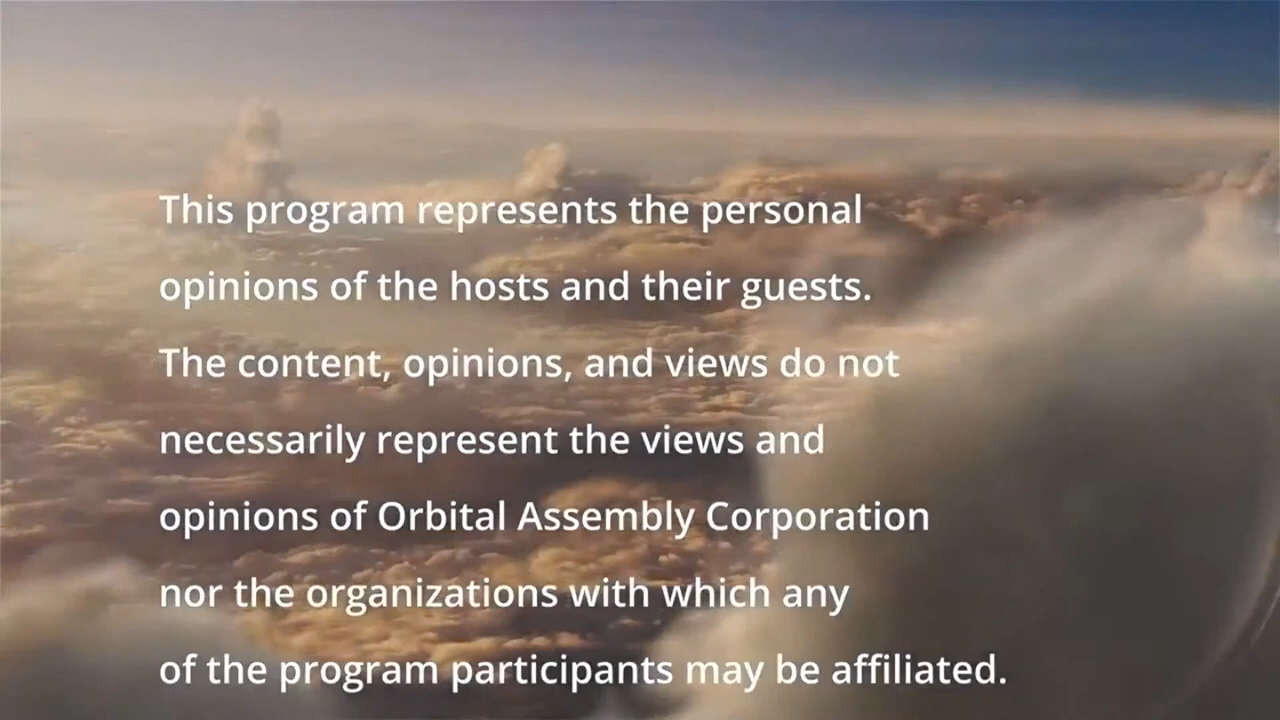 This program represents the personal
opinions of the hosts and their guests.
The content, opinions, and views do not
necessarily represent the views and
opinions of Orbital Assembly Corporation
nor the organizations with which any
of the program participants may be affiliated.